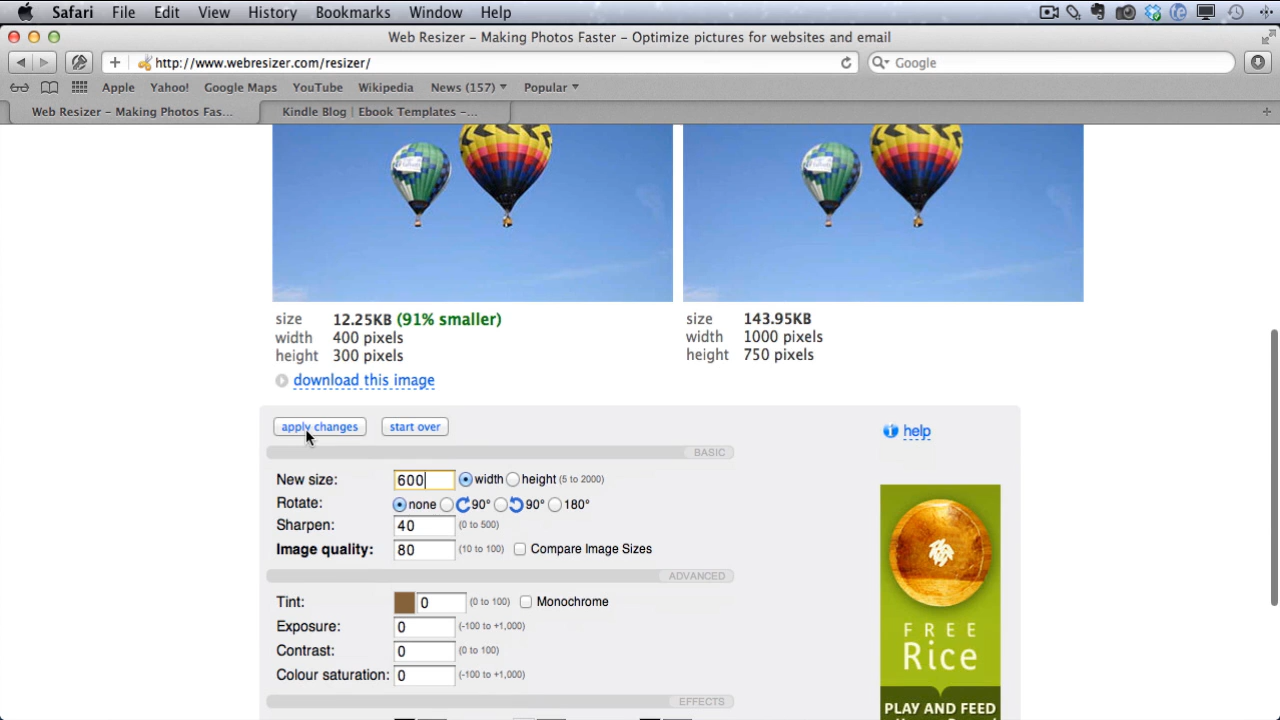 Safari File Edit View History Bookmarks Window Help
Web Resizer – Making Photos Faster – Optimize pictures for websites and email
http://www.webresizer.com/resizer/
Google
Apple Yahoo! Google Maps YouTube Wikipedia News (157) Popular
Web Resizer – Making Photos Fas...
Kindle Blog | Ebook Templates –...
size 12.25KB (91% smaller)
width 400 pixels
height 300 pixels
download this image
size 143.95KB
width 1000 pixels
height 750 pixels
apply changes start over
help
BASIC
New size: 600 width height (5 to 2000)
Rotate: none 90° 90° 180°
Sharpen: 40 (0 to 500)
Image quality: 80 (10 to 100) Compare Image Sizes
ADVANCED
Tint: 0 (0 to 100) Monochrome
Exposure: 0 (-100 to +1,000)
Contrast: 0 (0 to 100)
Colour saturation: 0 (-100 to +1,000)
EFFECTS
FREE
Rice
PLAY AND FEED